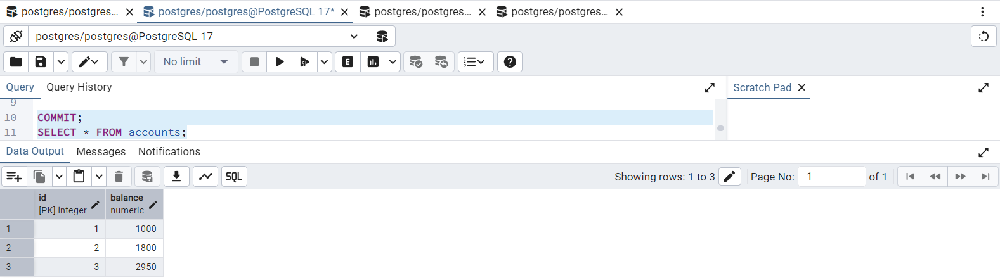 postgres/postgres... postgres/postgres@PostgreSQL 17* postgres/postgres... postgres/postgres...
postgres/postgres@PostgreSQL 17
No limit E
Query Query History Scratch Pad
9
10 COMMIT;
11 SELECT * FROM accounts;
Data Output Messages Notifications
SQL Showing rows: 1 to 3 Page No: 1 of 1
id balance
[PK] integer numeric
1 1 1000
2 2 1800
3 3 2950